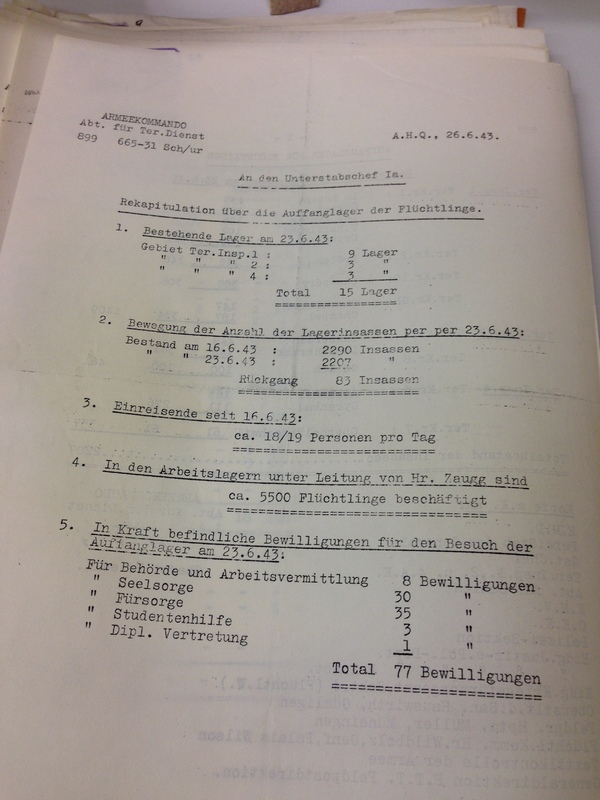 ARMEEKOMMANDO
Abt. für Ter.Dienst
899 665-31 Sch/ur
A.H.Q., 26.6.43.
An den Unterstabschef Ia.
Rekapitulation über die Auffanglager der Flüchtlinge.
1. Bestehende Lager am 23.6.43:
Gebiet Ter.Insp.1 : 9 Lager
" " " 2 : 3 "
" " " 4 : 3 "
Total 15 Lager
2. Bewegung der Anzahl der Lagerinsassen per per 23.6.43:
Bestand am 16.6.43 : 2290 Insassen
" " 23.6.43 : 2207 "
Rückgang 83 Insassen
3. Einreisende seit 16.6.43:
ca. 18/19 Personen pro Tag
4. In den Arbeitslagern unter Leitung von Hr. Zaugg sind
ca. 5500 Flüchtlinge beschäftigt
5. In Kraft befindliche Bewilligungen für den Besuch der
Auffanglager am 23.6.43:
Für Behörde und Arbeitsvermittlung 8 Bewilligungen
" Seelsorge 30 "
" Fürsorge 35 "
" Studentenhilfe 3 "
" Dipl. Vertretung 1 "
Total 77 Bewilligungen